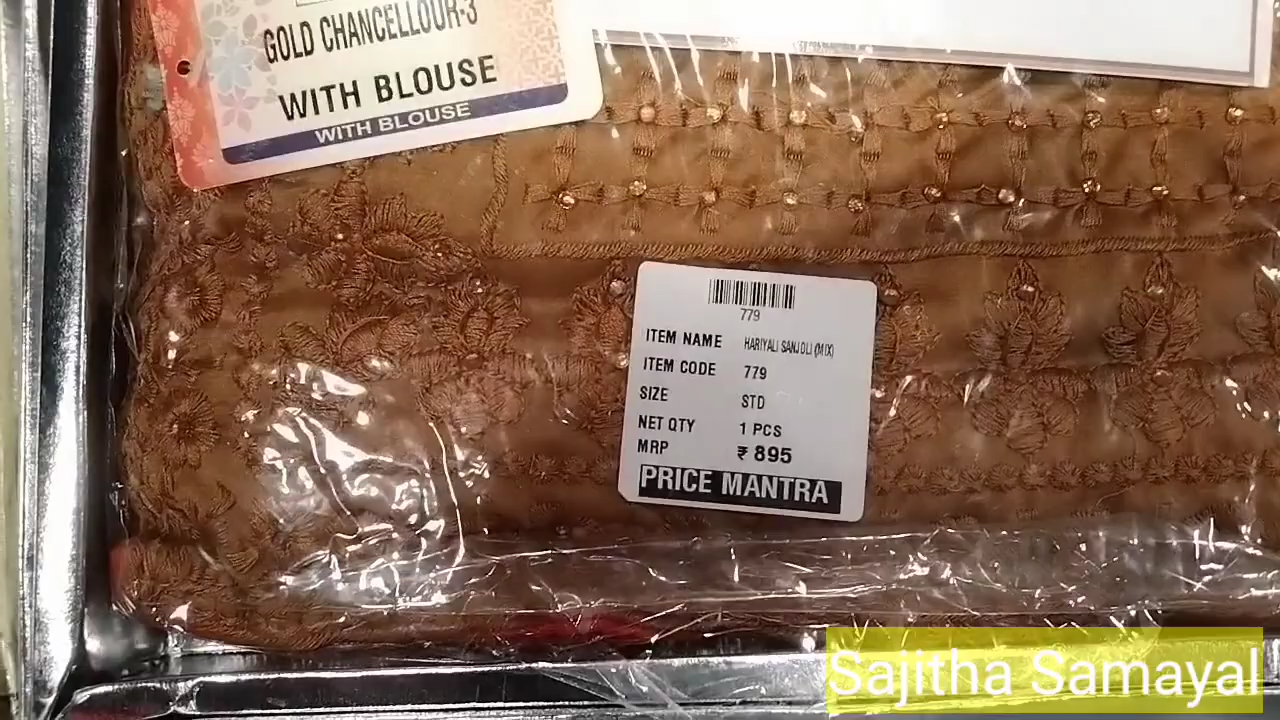 GOLD CHANCELLOUR-3
WITH BLOUSE
WITH BLOUSE
779
ITEM NAME HARIYALI SANJOLI (MIX)
ITEM CODE 779
SIZE STD
NET QTY 1 PCS
MRP ₹ 895
PRICE MANTRA
Sajitha Samayal